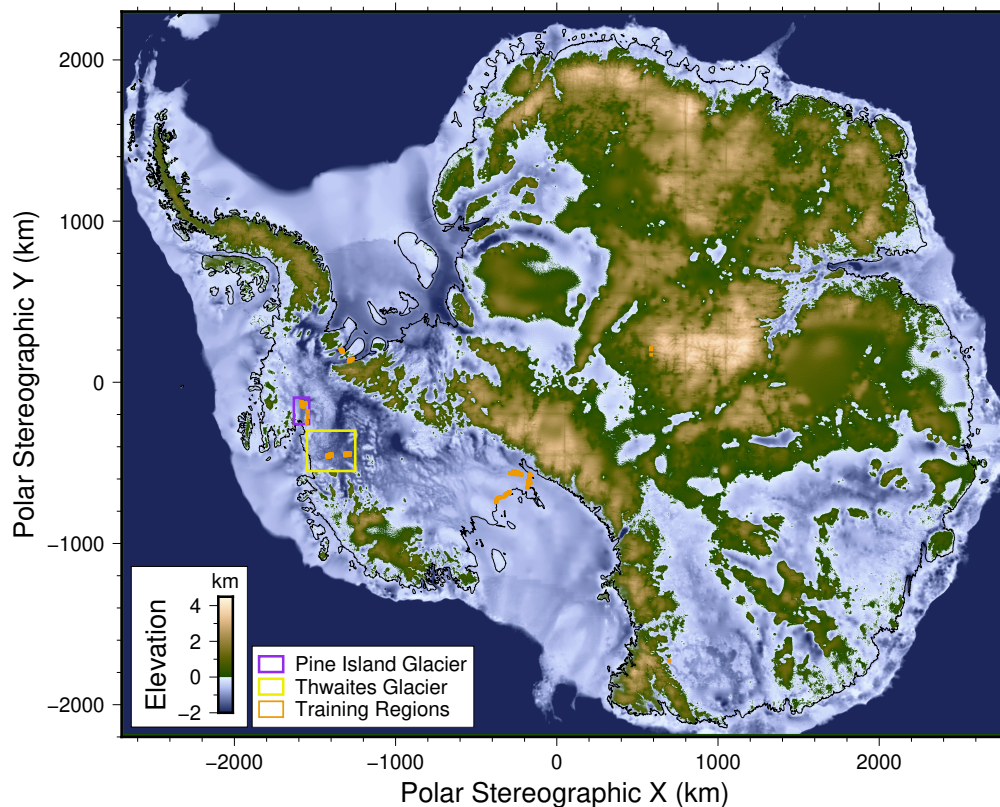 2000
1000
0
−1000
−2000
Polar Stereographic Y (km)
km
4
2
0
−2
Elevation
Pine Island Glacier
Thwaites Glacier
Training Regions
−2000 −1000 0 1000 2000
Polar Stereographic X (km)